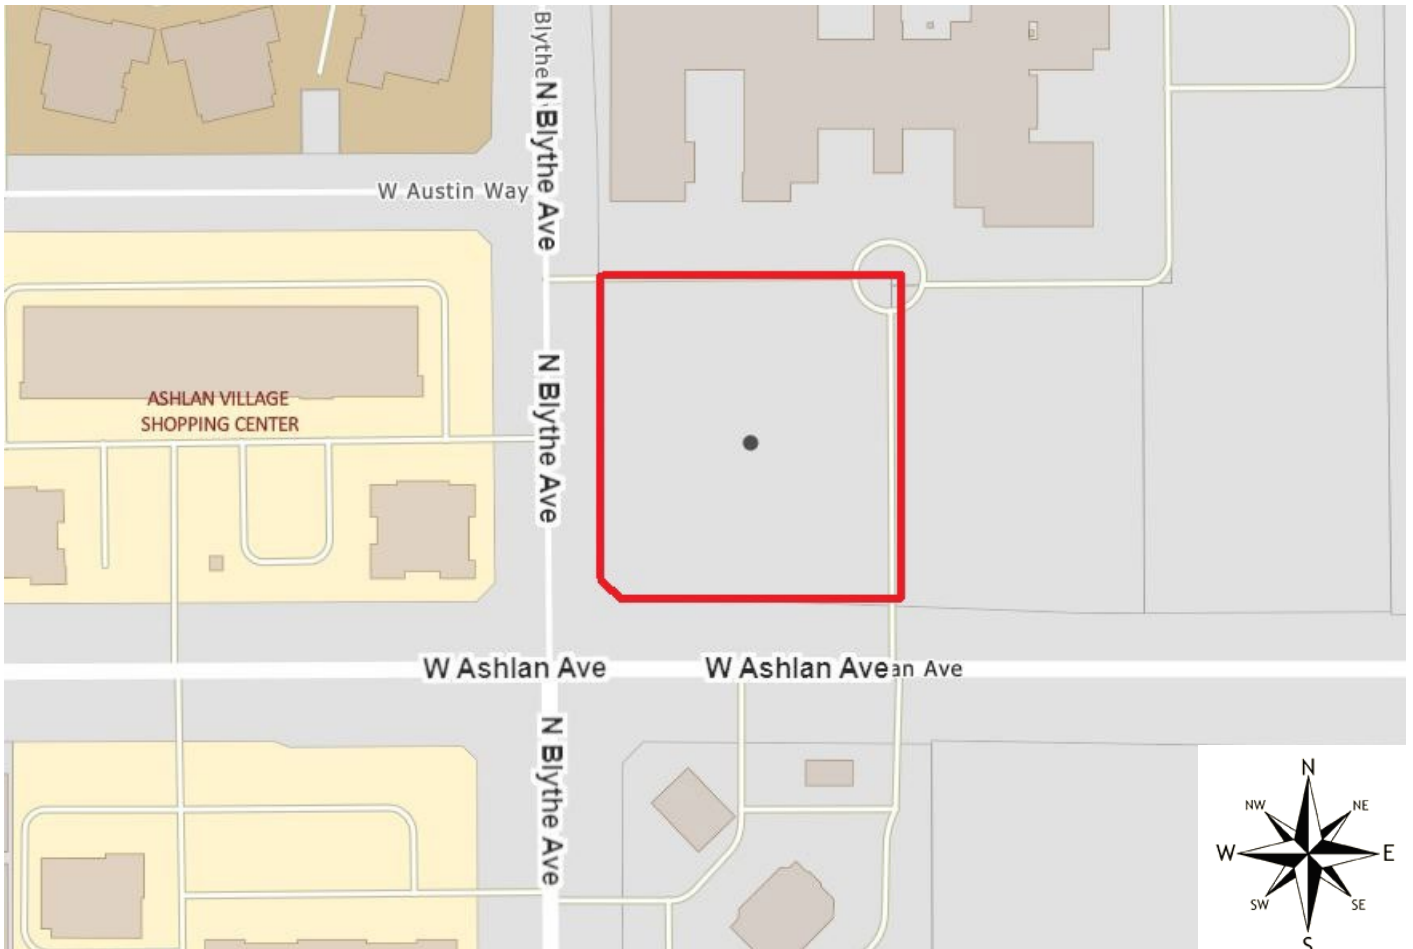 Blythe
N Blythe Ave
W Austin Way
N Blythe Ave
ASHLAN VILLAGE
SHOPPING CENTER
W Ashlan Ave
W Ashlan Ave
an Ave
N Blythe Ave
N
NW
NE
W
E
SW
SE
S